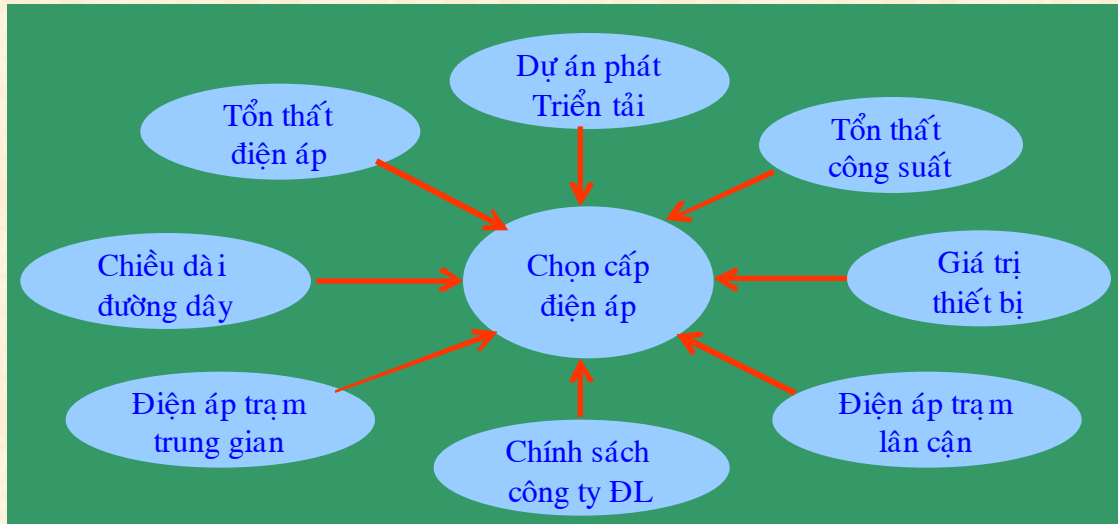 Dự án phát
Triển tải
Tổn thất
điện áp
Tổn thất
công suất
Chiều dài
đường dây
Chọn cấp
điện áp
Giá trị
thiết bị
Điện áp trạm
trung gian
Chính sách
công ty ĐL
Điện áp trạm
lân cận